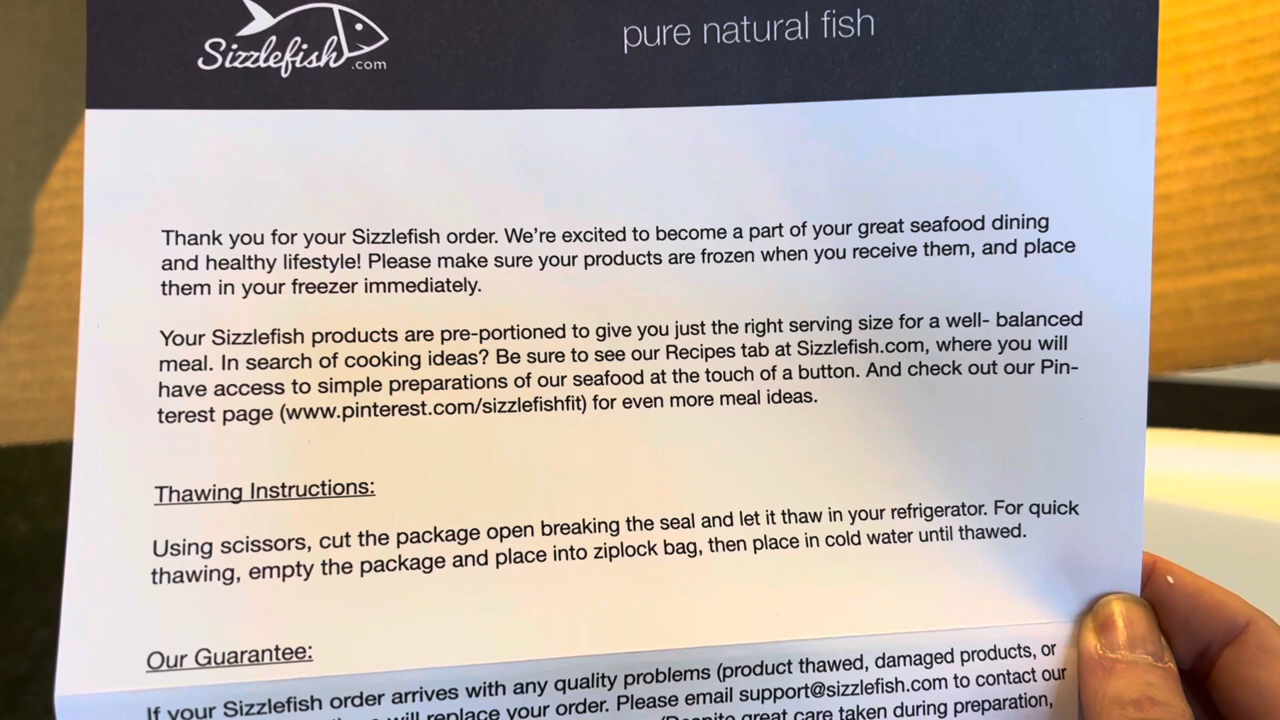 Sizzlefish.com
pure natural fish
Thank you for your Sizzlefish order. We're excited to become a part of your great seafood dining
and healthy lifestyle! Please make sure your products are frozen when you receive them, and place
them in your freezer immediately.
Your Sizzlefish products are pre-portioned to give you just the right serving size for a well- balanced
meal. In search of cooking ideas? Be sure to see our Recipes tab at Sizzlefish.com, where you will
have access to simple preparations of our seafood at the touch of a button. And check out our Pin-
terest page (www.pinterest.com/sizzlefishfit) for even more meal ideas.
Thawing Instructions:
Using scissors, cut the package open breaking the seal and let it thaw in your refrigerator. For quick
thawing, empty the package and place into ziplock bag, then place in cold water until thawed.
Our Guarantee:
If your Sizzlefish order arrives with any quality problems (product thawed, damaged products, or
will replace your order. Please email support@sizzlefish.com to contact our
(Despite great care taken during preparation,